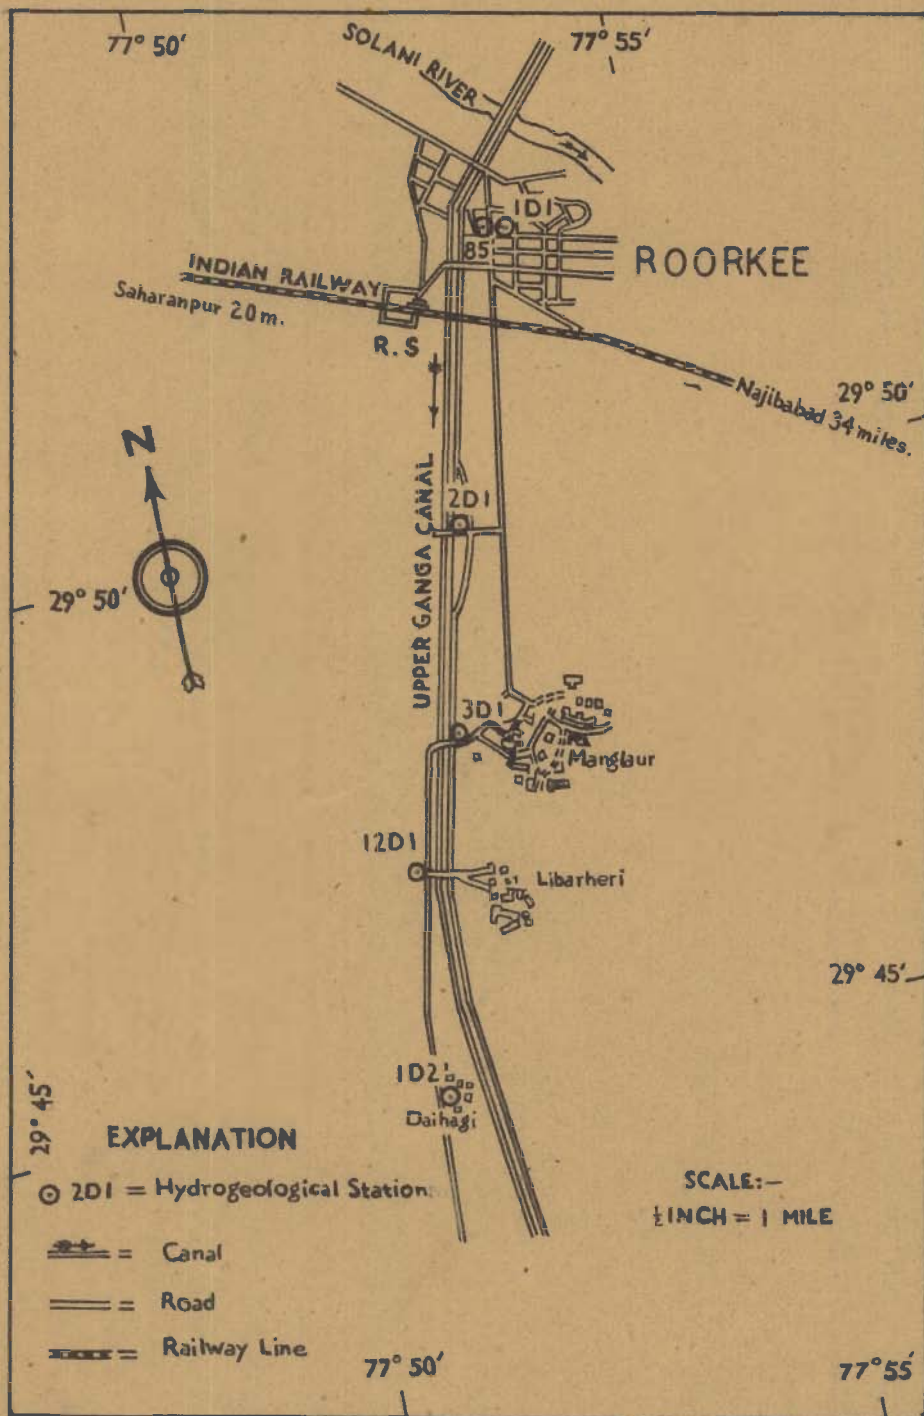 77° 50′
77° 55′
SOLANI RIVER
1D1
85
ROORKEE
INDIAN RAILWAY
Saharanpur 20 m.
R.S
Najibabad 34 miles.
29° 50′
N
2D1
UPPER GANGA CANAL
29° 50′
3D1
Manglaur
12D1
Libarheri
29° 45′
1D2
Daihagi
29° 45′
EXPLANATION
2D1 = Hydrogeological Station
= Canal
= Road
= Railway Line
SCALE:—
½ INCH = 1 MILE
77° 50′
77° 55′